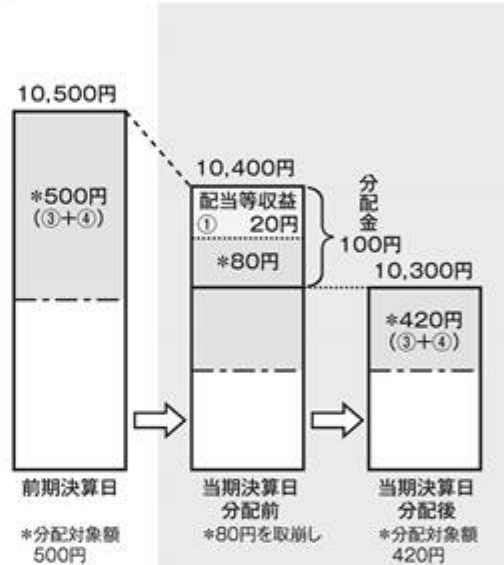 10,500円
*500円
(③+④)
10,400円
配当等収益
① 20円
*80円
分配金
100円
10,300円
*420円
(③+④)
前期決算日
*分配対象額
500円
当期決算日
分配前
*80円を取崩し
当期決算日
分配後
*分配対象額
420円